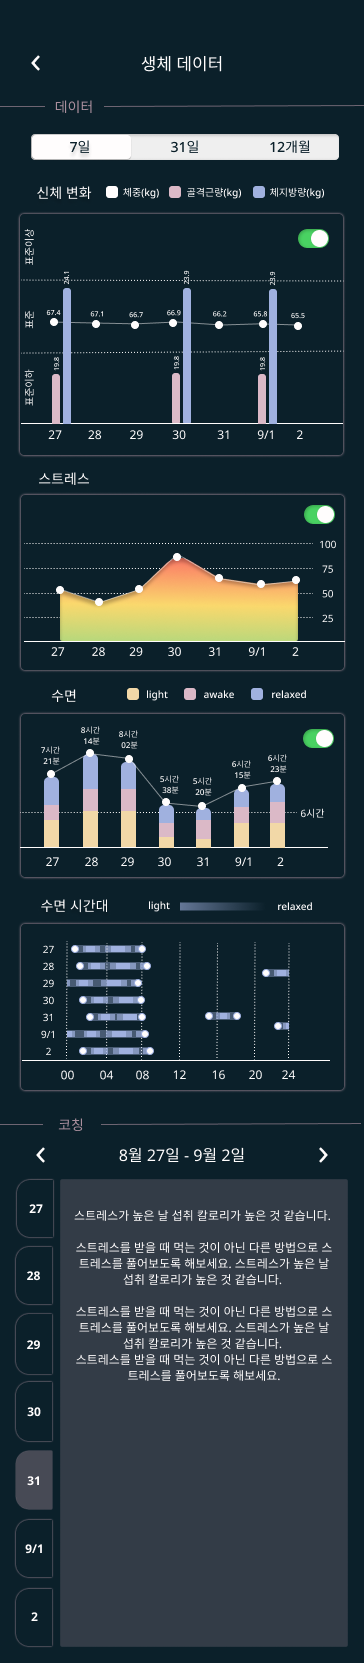 생체 데이터
데이터
7일 31일 12개월
신체 변화 체중(kg) 골격근량(kg) 체지방량(kg)
표준이상
표준
표준이하
24.1 23.9 23.9
67.4 67.1 66.7 66.9 66.2 65.8 65.5
19.8 19.8 19.8
27 28 29 30 31 9/1 2
스트레스
100
75
50
25
27 28 29 30 31 9/1 2
수면 light awake relaxed
7시간 21분
8시간 14분
8시간 02분
5시간 38분
5시간 20분
6시간 15분
6시간 23분
6시간
27 28 29 30 31 9/1 2
수면 시간대 light relaxed
27
28
29
30
31
9/1
2
00 04 08 12 16 20 24
코칭
8월 27일 - 9월 2일
27
28
29
30
31
9/1
2
스트레스가 높은 날 섭취 칼로리가 높은 것 같습니다.
스트레스를 받을 때 먹는 것이 아닌 다른 방법으로 스
트레스를 풀어보도록 해보세요. 스트레스가 높은 날
섭취 칼로리가 높은 것 같습니다.
스트레스를 받을 때 먹는 것이 아닌 다른 방법으로 스
트레스를 풀어보도록 해보세요. 스트레스가 높은 날
섭취 칼로리가 높은 것 같습니다.
스트레스를 받을 때 먹는 것이 아닌 다른 방법으로 스
트레스를 풀어보도록 해보세요.